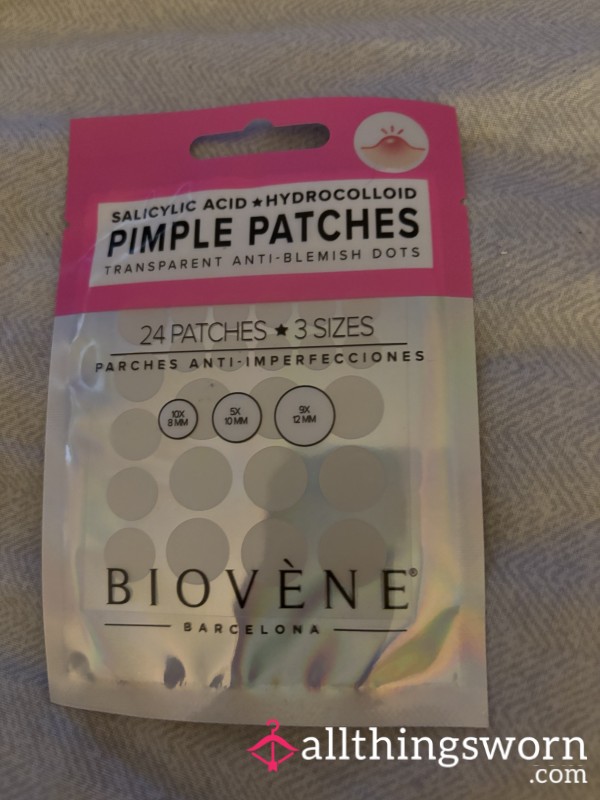 SALICYLIC ACID ★ HYDROCOLLOID
PIMPLE PATCHES
TRANSPARENT ANTI-BLEMISH DOTS
24 PATCHES ★ 3 SIZES
PARCHES ANTI-IMPERFECCIONES
10X 5X 9X
8 MM 10 MM 12 MM
BIOVÈNE®
BARCELONA
allthingsworn
.com